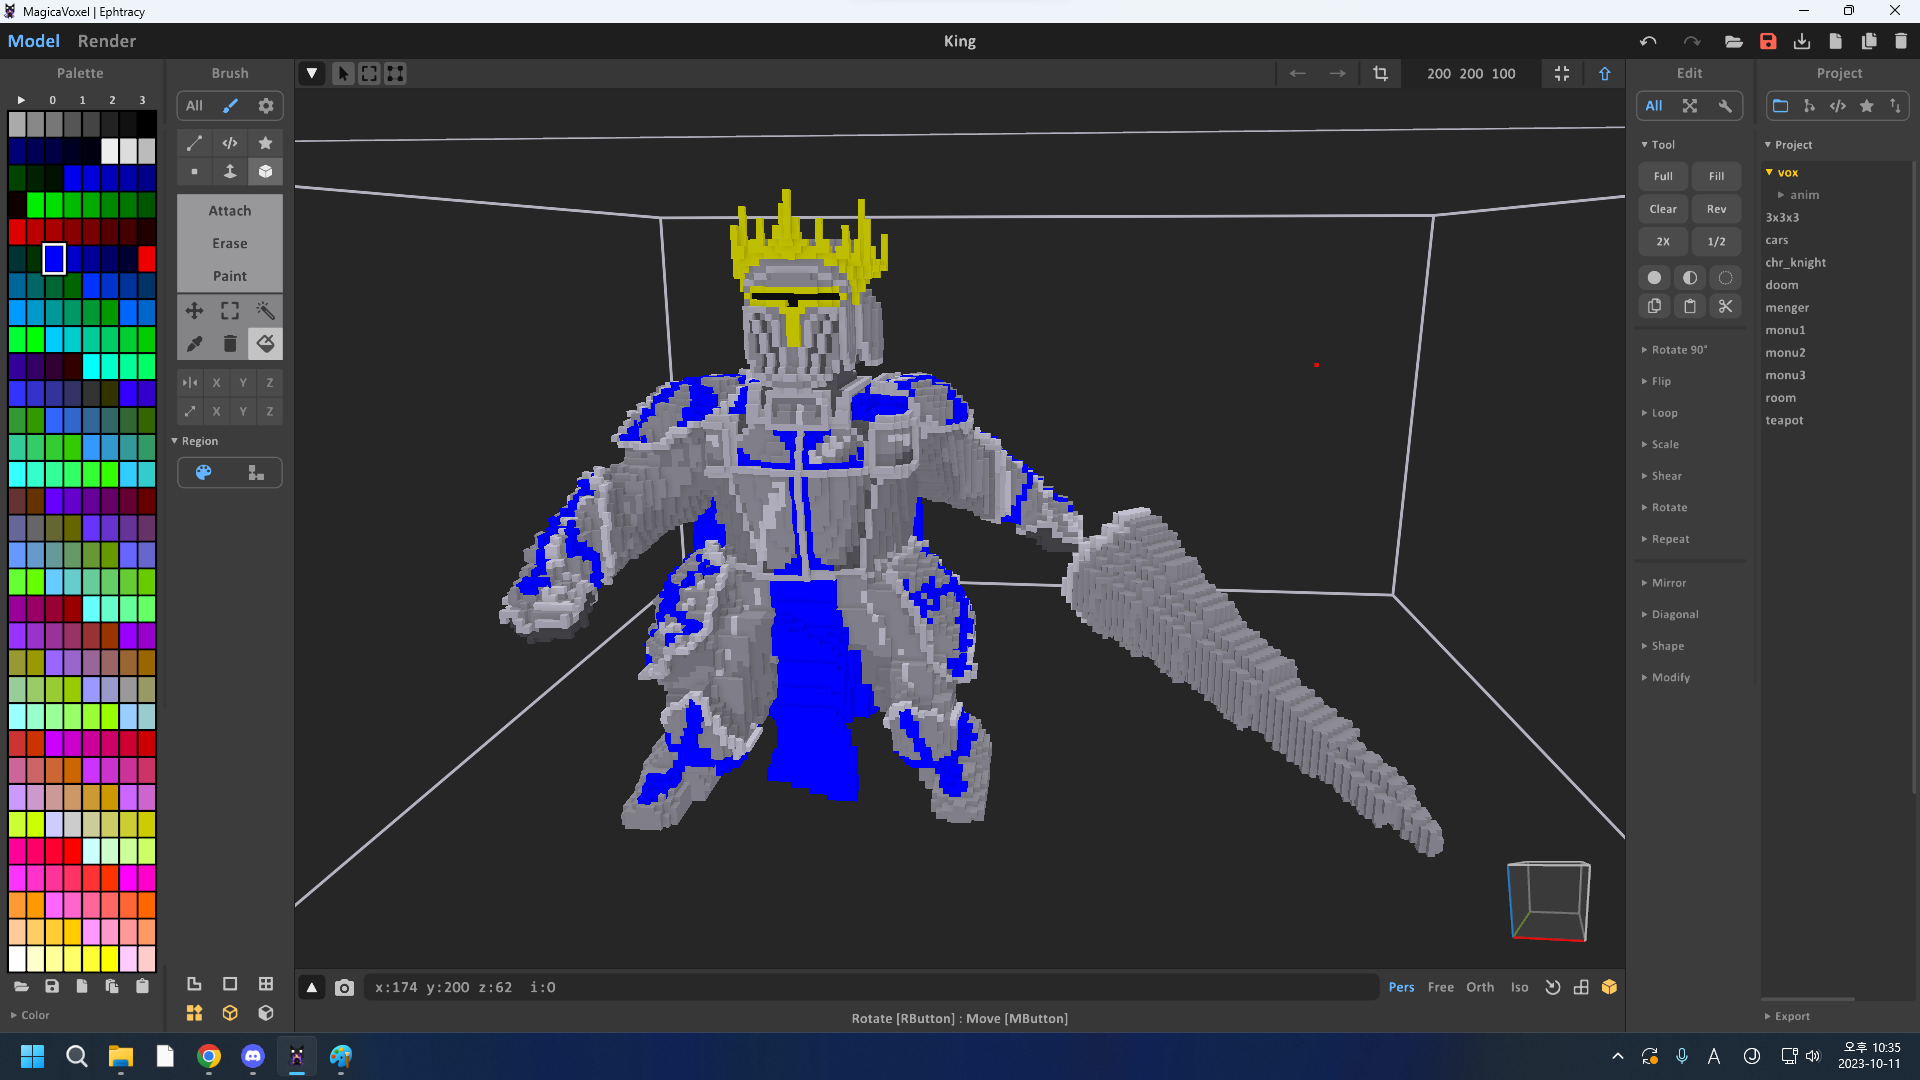 MagicaVoxel | Ephtracy
Model Render
King
Palette
0 1 2 3
Color
Brush
All
Attach
Erase
Paint
X Y Z
X Y Z
Region
200 200 100
x:174 y:200 z:62 i:0
Pers Free Orth Iso
Rotate [RButton] : Move [MButton]
Edit
All
Tool
Full Fill
Clear Rev
2X 1/2
Rotate 90°
Flip
Loop
Scale
Shear
Rotate
Repeat
Mirror
Diagonal
Shape
Modify
Project
Project
vox
anim
3x3x3
cars
chr_knight
doom
menger
monu1
monu2
monu3
room
teapot
Export
A
오후 10:35
2023-10-11